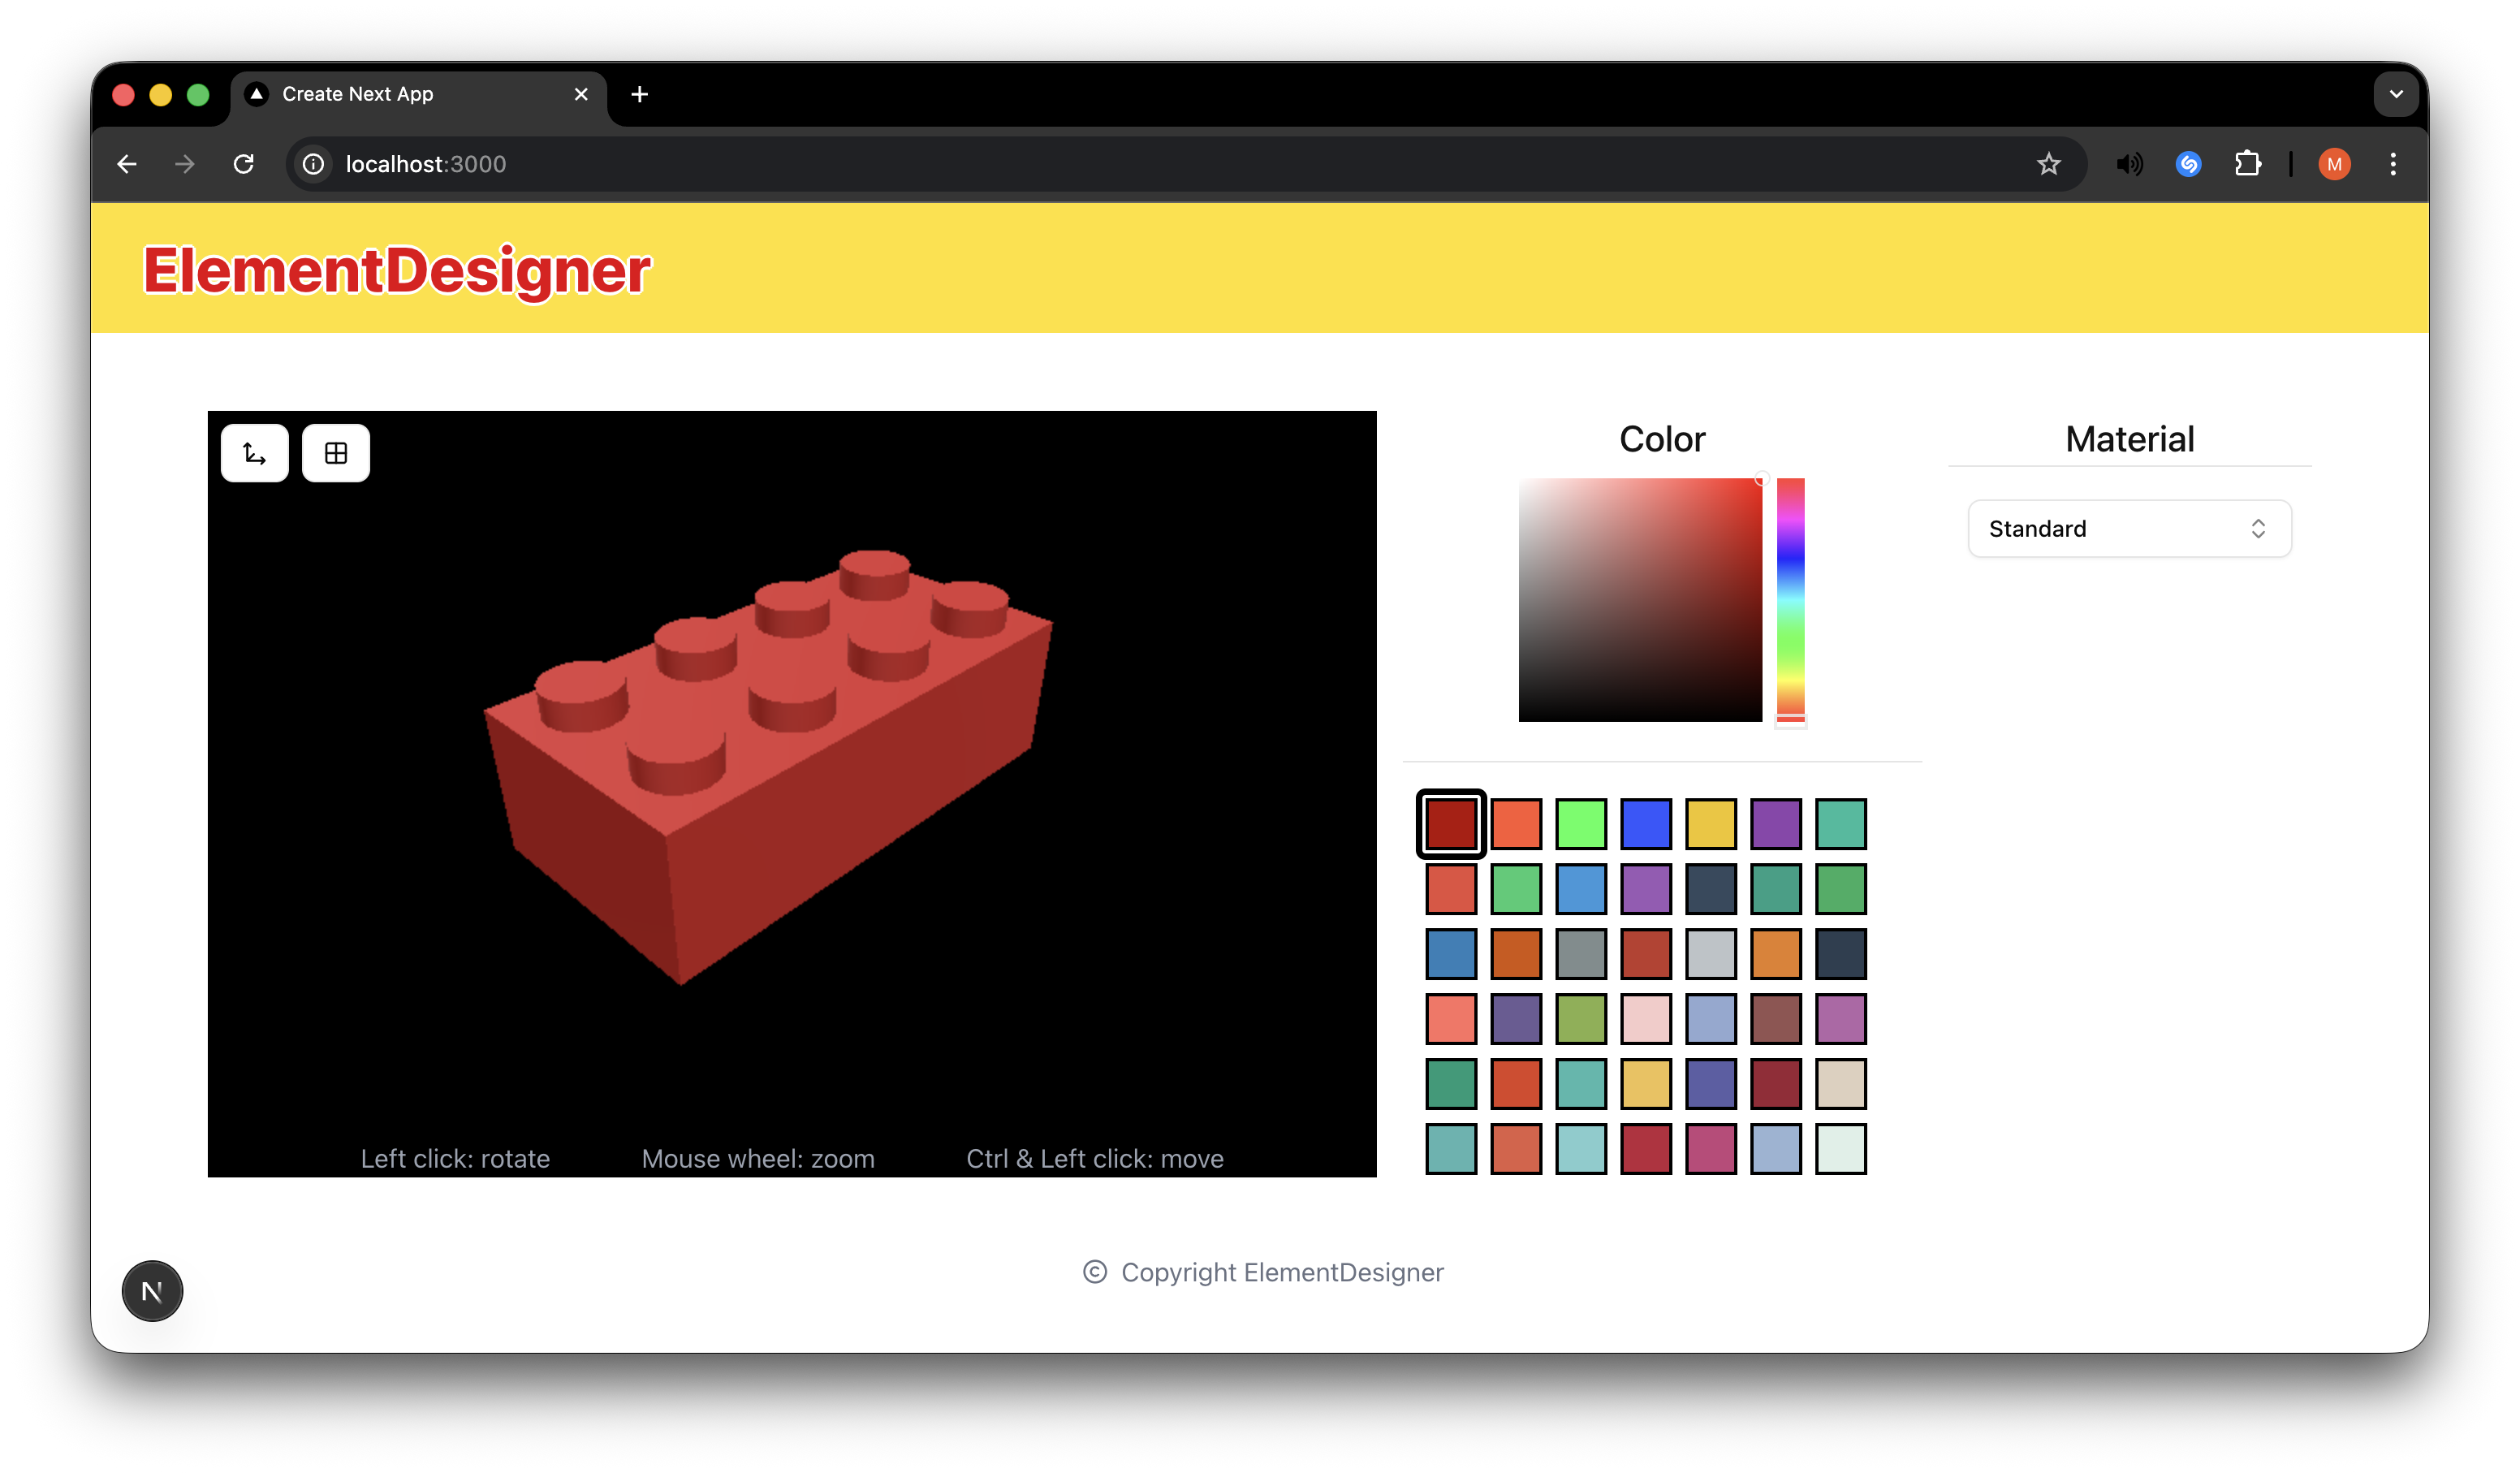 Create Next App
localhost:3000
M
ElementDesigner
Color
Material
Standard
Left click: rotate
Mouse wheel: zoom
Ctrl & Left click: move
© Copyright ElementDesigner
N